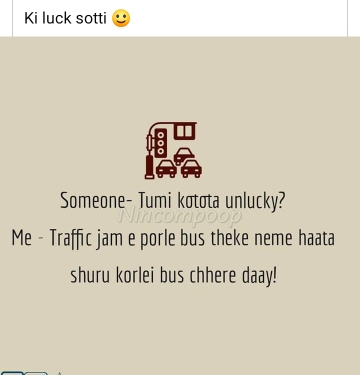 Ki luck sotti 🙂
Someone- Tumi kotota unlucky?
Nincompoop
Me - Traffic jam e porle bus theke neme haata
shuru korlei bus chhere daay!